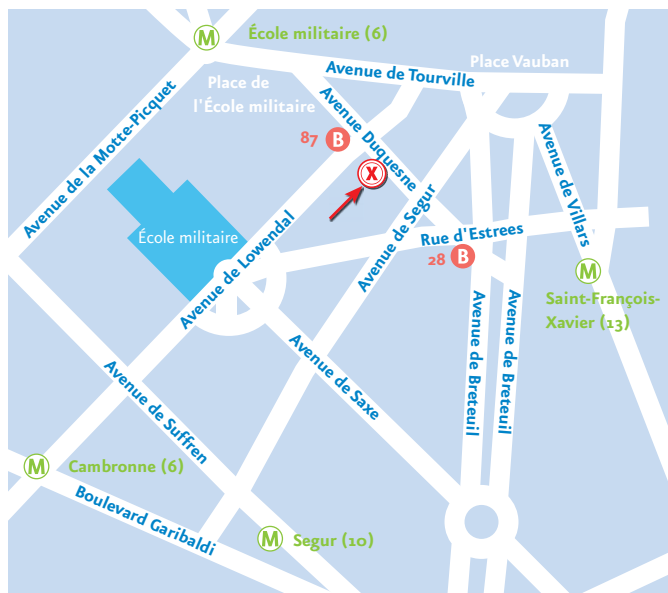 M
École militaire (6)
Place Vauban
Avenue de Tourville
Place de
l'École militaire
Avenue de la Motte-Picquet
Avenue Duquesne
87 B
X
Avenue de Villars
Avenue de Segur
Rue d'Estrees
École militaire
Avenue de Lowendal
28 B
M
Saint-François-
Xavier (13)
Avenue de Breteuil
Avenue de Breteuil
Avenue de Saxe
Avenue de Suffren
M Cambronne (6)
Boulevard Garibaldi
M Segur (10)